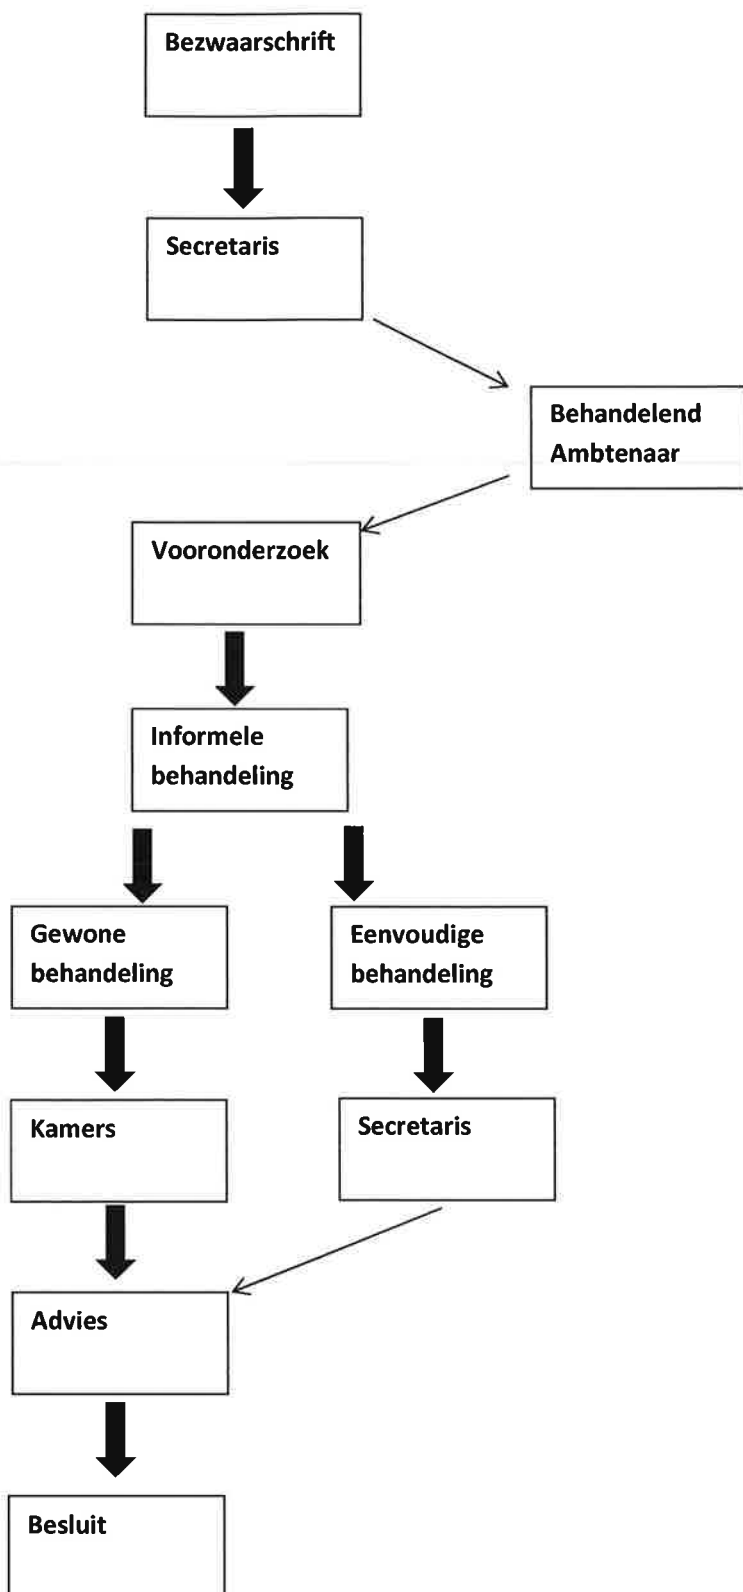 Bezwaarschrift
Secretaris
Behandelend
Ambtenaar
Vooronderzoek
Informele
behandeling
Gewone
behandeling
Eenvoudige
behandeling
Kamers
Secretaris
Advies
Besluit